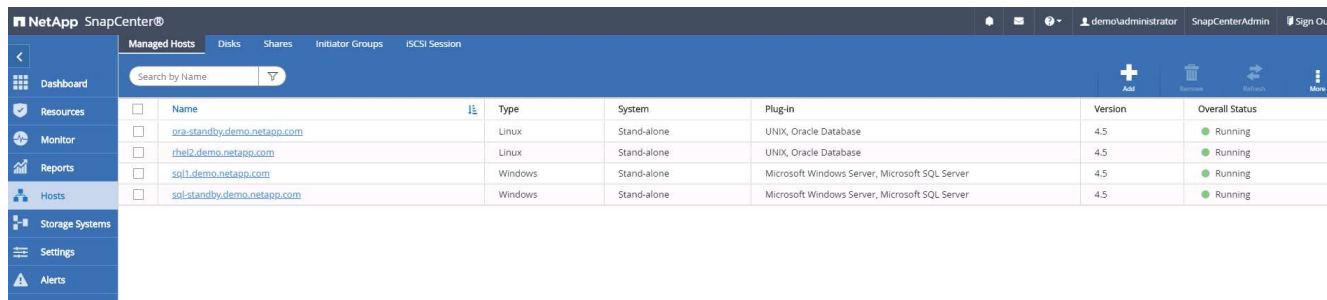 NetApp SnapCenter®
demo\administrator SnapCenterAdmin Sign Ou
Managed Hosts Disks Shares Initiator Groups iSCSI Session
Search by Name
Add Remove Refresh More
Dashboard
Resources
Monitor
Reports
Hosts
Storage Systems
Settings
Alerts
Name Type System Plug-in Version Overall Status
ora-standby.demo.netapp.com Linux Stand-alone UNIX, Oracle Database 4.5 Running
rhel2.demo.netapp.com Linux Stand-alone UNIX, Oracle Database 4.5 Running
sql1.demo.netapp.com Windows Stand-alone Microsoft Windows Server, Microsoft SQL Server 4.5 Running
sql-standby.demo.netapp.com Windows Stand-alone Microsoft Windows Server, Microsoft SQL Server 4.5 Running